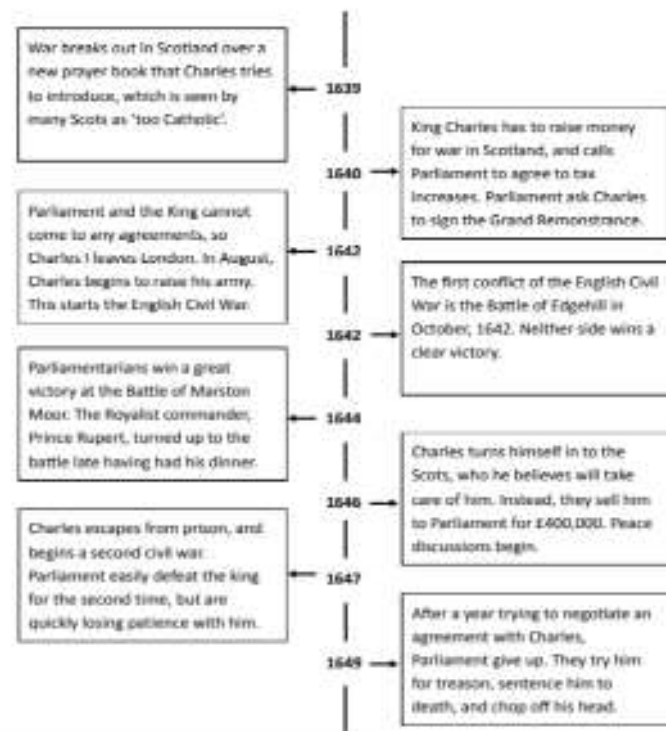 1639
War breaks out in Scotland over a
new prayer book that Charles tries
to introduce, which is seen by
many Scots as 'too Catholic'.
1640
King Charles has to raise money
for war in Scotland, and calls
Parliament to agree to tax
increases. Parliament ask Charles
to sign the Grand Remonstrance.
1642
Parliament and the King cannot
come to any agreements, so
Charles I leaves London. In August,
Charles begins to raise his army.
This starts the English Civil War.
1642
The first conflict of the English Civil
War is the Battle of Edgehill in
October, 1642. Neither side wins a
clear victory.
1644
Parliamentarians win a great
victory at the Battle of Marston
Moor. The Royalist commander,
Prince Rupert, turned up to the
battle late having had his dinner.
1646
Charles turns himself in to the
Scots, who he believes will take
care of him. Instead, they sell him
to Parliament for £400,000. Peace
discussions begin.
1647
Charles escapes from prison, and
begins a second civil war.
Parliament easily defeat the king
for the second time, but are
quickly losing patience with him.
1649
After a year trying to negotiate an
agreement with Charles,
Parliament give up. They try him
for treason, sentence him to
death, and chop off his head.